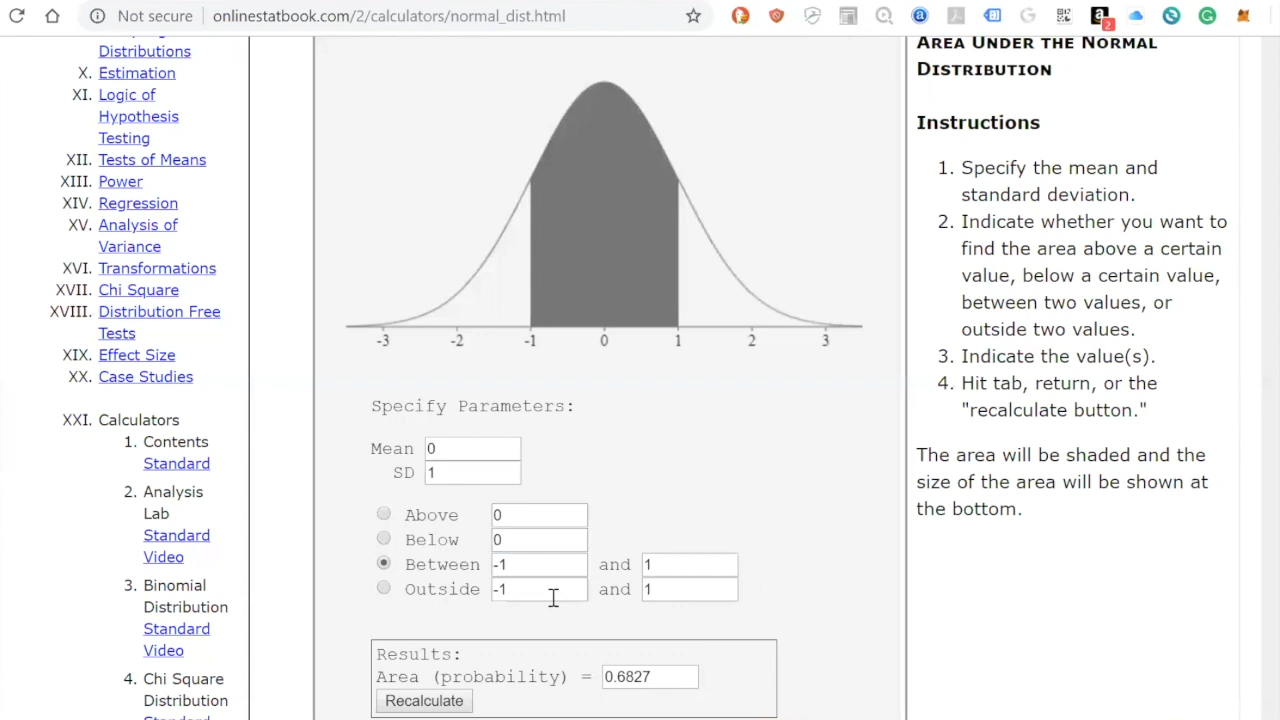 Not secure | onlinestatbook.com/2/calculators/normal_dist.html
2
Distributions
X. Estimation
XI. Logic of
Hypothesis
Testing
XII. Tests of Means
XIII. Power
XIV. Regression
XV. Analysis of
Variance
XVI. Transformations
XVII. Chi Square
XVIII. Distribution Free
Tests
XIX. Effect Size
XX. Case Studies
XXI. Calculators
1. Contents
Standard
2. Analysis
Lab
Standard
Video
3. Binomial
Distribution
Standard
Video
4. Chi Square
Distribution
-3 -2 -1 0 1 2 3
Specify Parameters:
Mean 0
SD 1
Above 0
Below 0
Between -1 and 1
Outside -1 and 1
Results:
Area (probability) = 0.6827
Recalculate
AREA UNDER THE NORMAL
DISTRIBUTION
Instructions
1. Specify the mean and
standard deviation.
2. Indicate whether you want to
find the area above a certain
value, below a certain value,
between two values, or
outside two values.
3. Indicate the value(s).
4. Hit tab, return, or the
"recalculate button."
The area will be shaded and the
size of the area will be shown at
the bottom.